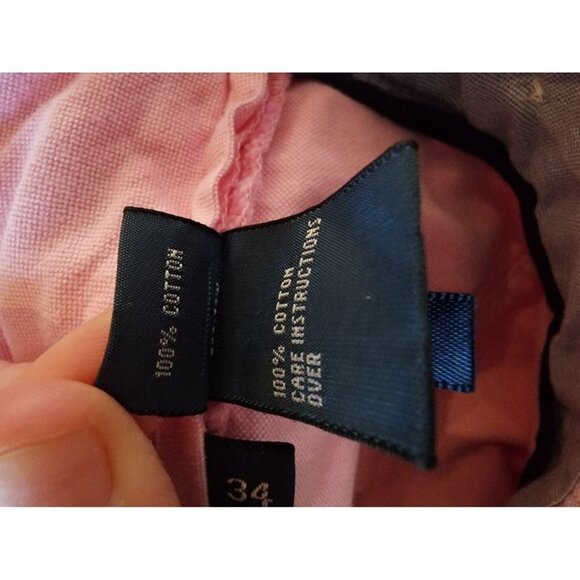 100% COTTON
100% COTTON
CARE INSTRUCTIONS
OVER
34